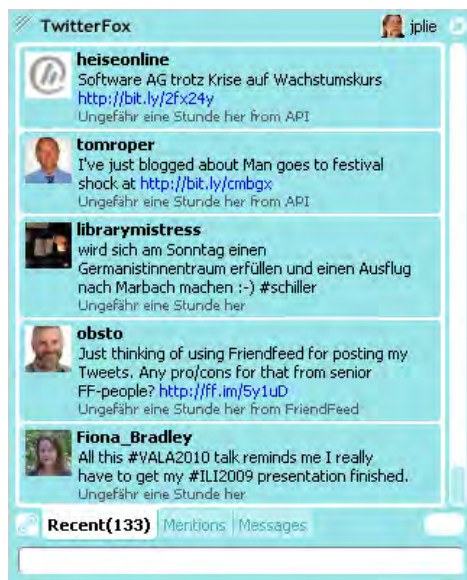 TwitterFox
jplie
heiseonline
Software AG trotz Krise auf Wachstumskurs
http://bit.ly/2fx24y
Ungefähr eine Stunde her from API
tomroper
I've just blogged about Man goes to festival
shock at http://bit.ly/cmbgx
Ungefähr eine Stunde her from API
librarymistress
wird sich am Sonntag einen
Germanistinnentraum erfüllen und einen Ausflug
nach Marbach machen :-) #schiller
Ungefähr eine Stunde her
obsto
Just thinking of using Friendfeed for posting my
Tweets. Any pro/cons for that from senior
FF-people? http://ff.im/5y1uD
Ungefähr eine Stunde her from FriendFeed
Fiona_Bradley
All this #VALA2010 talk reminds me I really
have to get my #ILI2009 presentation finished.
Ungefähr eine Stunde her
Recent(133) Mentions Messages